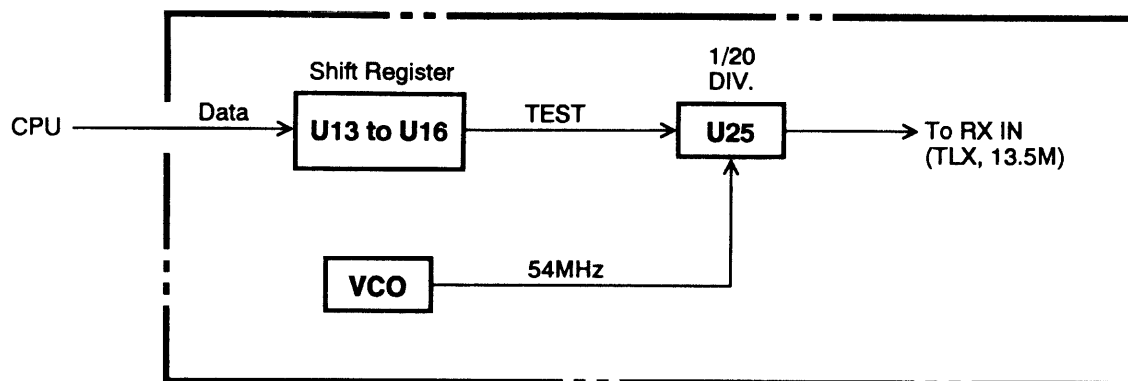 1/20
DIV.
Shift Register
CPU
Data
U13 to U16
TEST
U25
To RX IN
(TLX, 13.5M)
VCO
54MHz